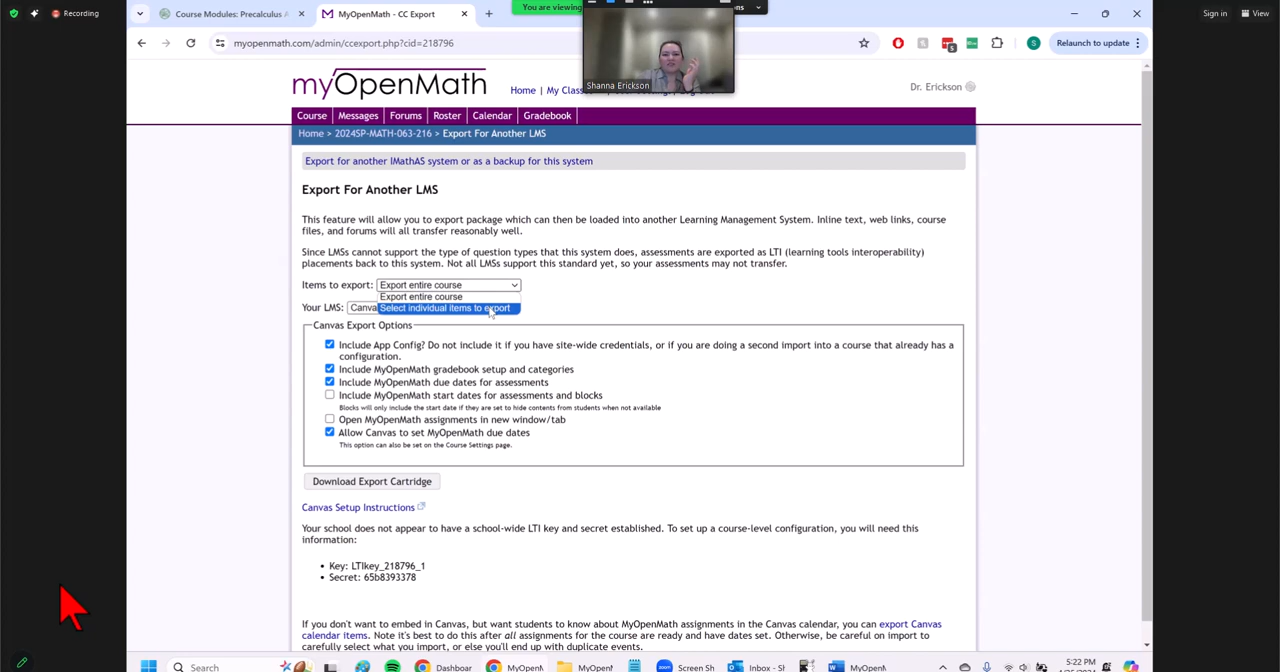 Recording
Course Modules: Precalculus A
MyOpenMath - CC Export
You are viewing
Sign in
View
myopenmath.com/admin/ccexport.php?cid=218796
Relaunch to update
Shanna Erickson
myOpenMath
Home | My Clas
Dr. Erickson
Course | Messages | Forums | Roster | Calendar | Gradebook
Home > 2024SP-MATH-063-216 > Export For Another LMS
Export for another IMathAS system or as a backup for this system
Export For Another LMS
This feature will allow you to export package which can then be loaded into another Learning Management System. Inline text, web links, course
files, and forums will all transfer reasonably well.
Since LMSs cannot support the type of question types that this system does, assessments are exported as LTI (learning tools interoperability)
placements back to this system. Not all LMSs support this standard yet, so your assessments may not transfer.
Items to export: Export entire course
Export entire course
Your LMS: Canva
Select individual items to export
Canvas Export Options
Include App Config? Do not include it if you have site-wide credentials, or if you are doing a second import into a course that already has a
configuration.
Include MyOpenMath gradebook setup and categories
Include MyOpenMath due dates for assessments
Include MyOpenMath start dates for assessments and blocks
Blocks will only include the start date if they are set to hide contents from students when not available
Open MyOpenMath assignments in new window/tab
Allow Canvas to set MyOpenMath due dates
This option can also be set on the Course Settings page.
Download Export Cartridge
Canvas Setup Instructions
Your school does not appear to have a school-wide LTI key and secret established. To set up a course-level configuration, you will need this
information:
• Key: LTIkey_218796_1
• Secret: 65b8393378
If you don't want to embed in Canvas, but want students to know about MyOpenMath assignments in the Canvas calendar, you can export Canvas
calendar items. Note it's best to do this after all assignments for the course are ready and have dates set. Otherwise, be careful on import to
carefully select what you import, or else you'll end up with duplicate events.
Search
Dashboar
MyOpenM
MyOpenM
Screen Sh
Inbox - Sh
MyOpenM
5:22 PM